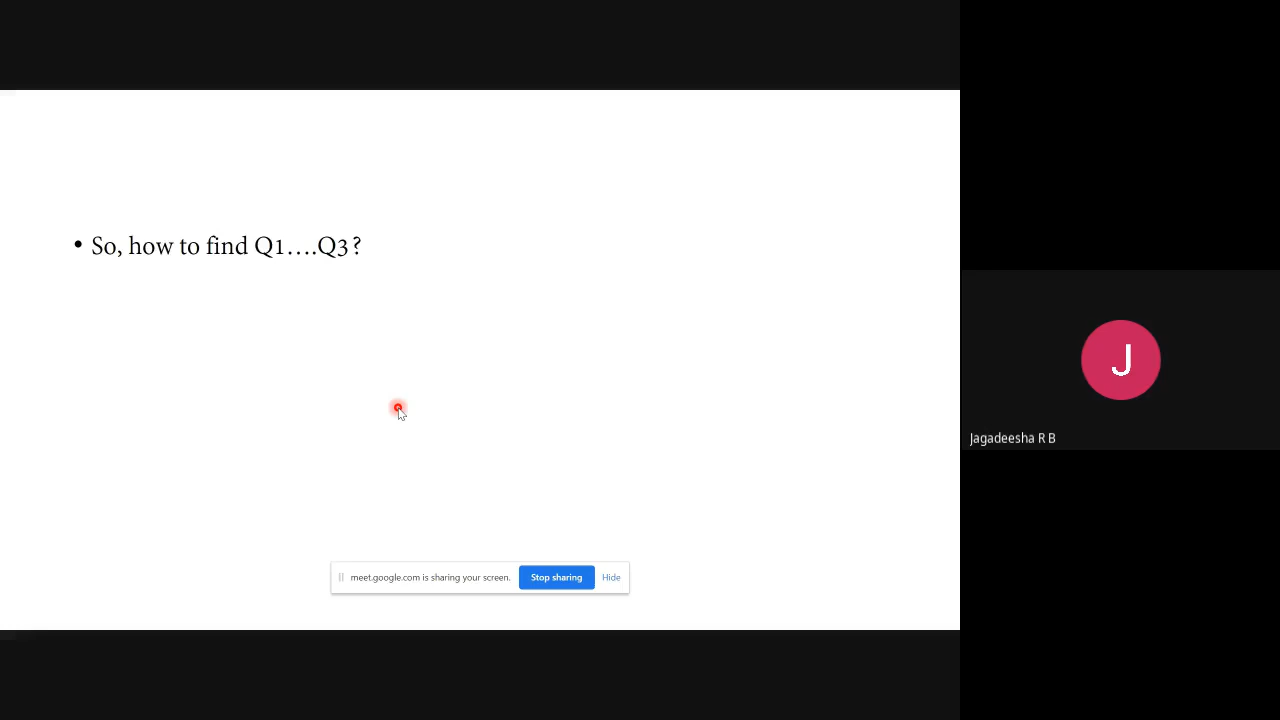 • So, how to find Q1….Q3?
J
Jagadeesha R B
meet.google.com is sharing your screen. Stop sharing Hide